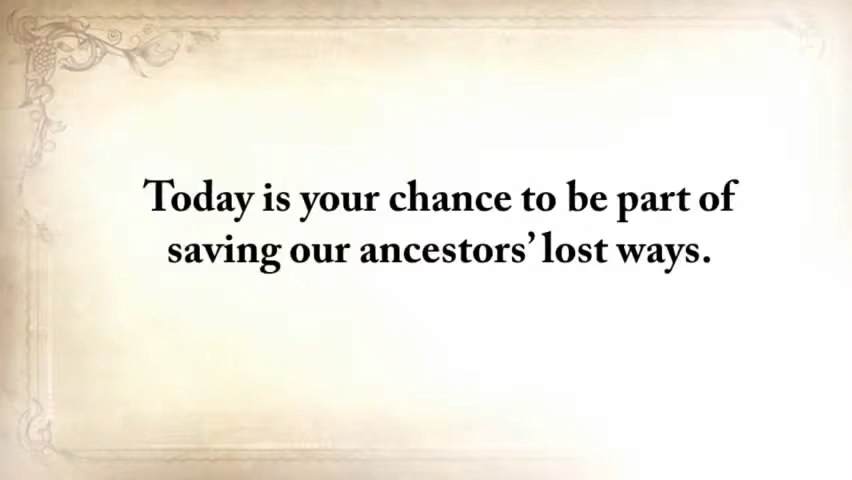 Today is your chance to be part of
saving our ancestors’ lost ways.